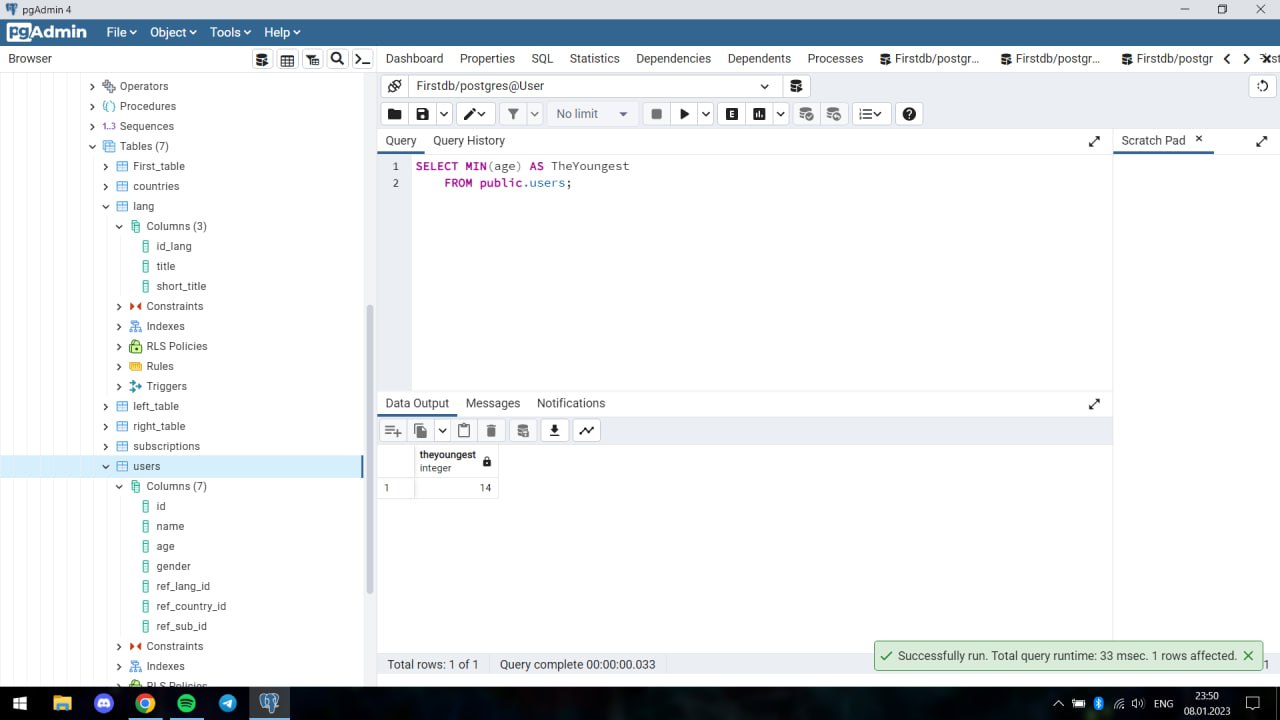 pgAdmin 4
pgAdmin File Object Tools Help
Browser
Dashboard Properties SQL Statistics Dependencies Dependents Processes Firstdb/postgr... Firstdb/postgr... Firstdb/postgr
Firstdb/postgres@User
No limit
E
Query Query History
Scratch Pad
1 SELECT MIN(age) AS TheYoungest
2 FROM public.users;
Operators
Procedures
1..3 Sequences
Tables (7)
First_table
countries
lang
Columns (3)
id_lang
title
short_title
Constraints
Indexes
RLS Policies
Rules
Triggers
left_table
right_table
subscriptions
users
Columns (7)
id
name
age
gender
ref_lang_id
ref_country_id
ref_sub_id
Constraints
Indexes
RLS Policies
Data Output Messages Notifications
theyoungest
integer
1 14
Total rows: 1 of 1 Query complete 00:00:00.033
Successfully run. Total query runtime: 33 msec. 1 rows affected.
ENG
23:50
08.01.2023